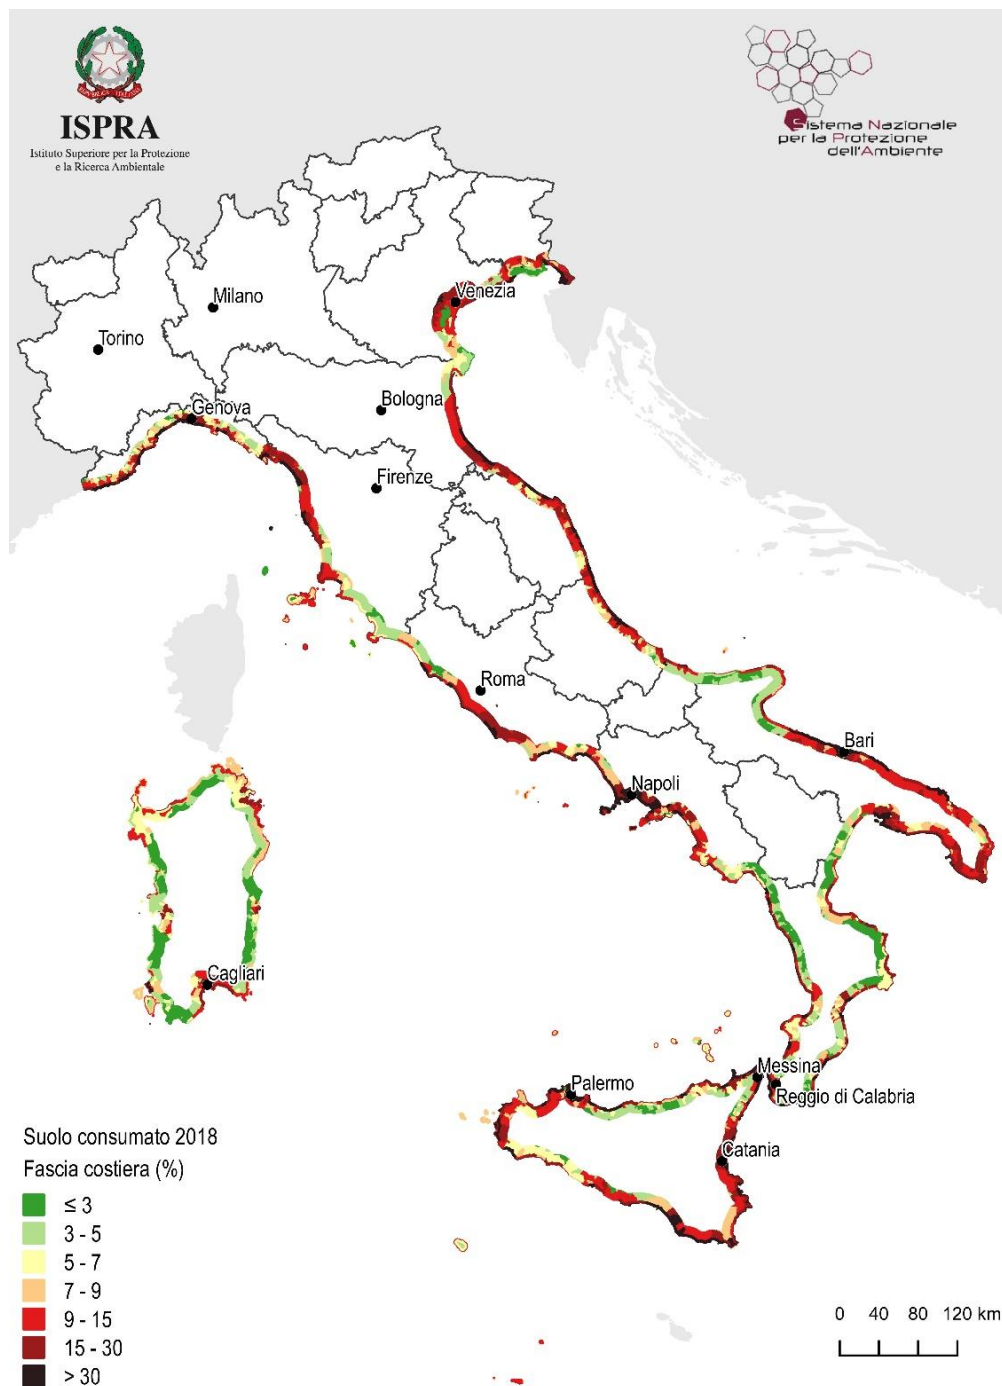 ISPRA
Istituto Superiore per la Protezione
e la Ricerca Ambientale
Sistema Nazionale
per la Protezione
dell'Ambiente
Venezia
Milano
Torino
Bologna
Genova
Firenze
Roma
Bari
Napoli
Cagliari
Messina
Palermo
Reggio di Calabria
Catania
Suolo consumato 2018
Fascia costiera (%)
≤ 3
3 - 5
5 - 7
7 - 9
9 - 15
15 - 30
> 30
0 40 80 120 km